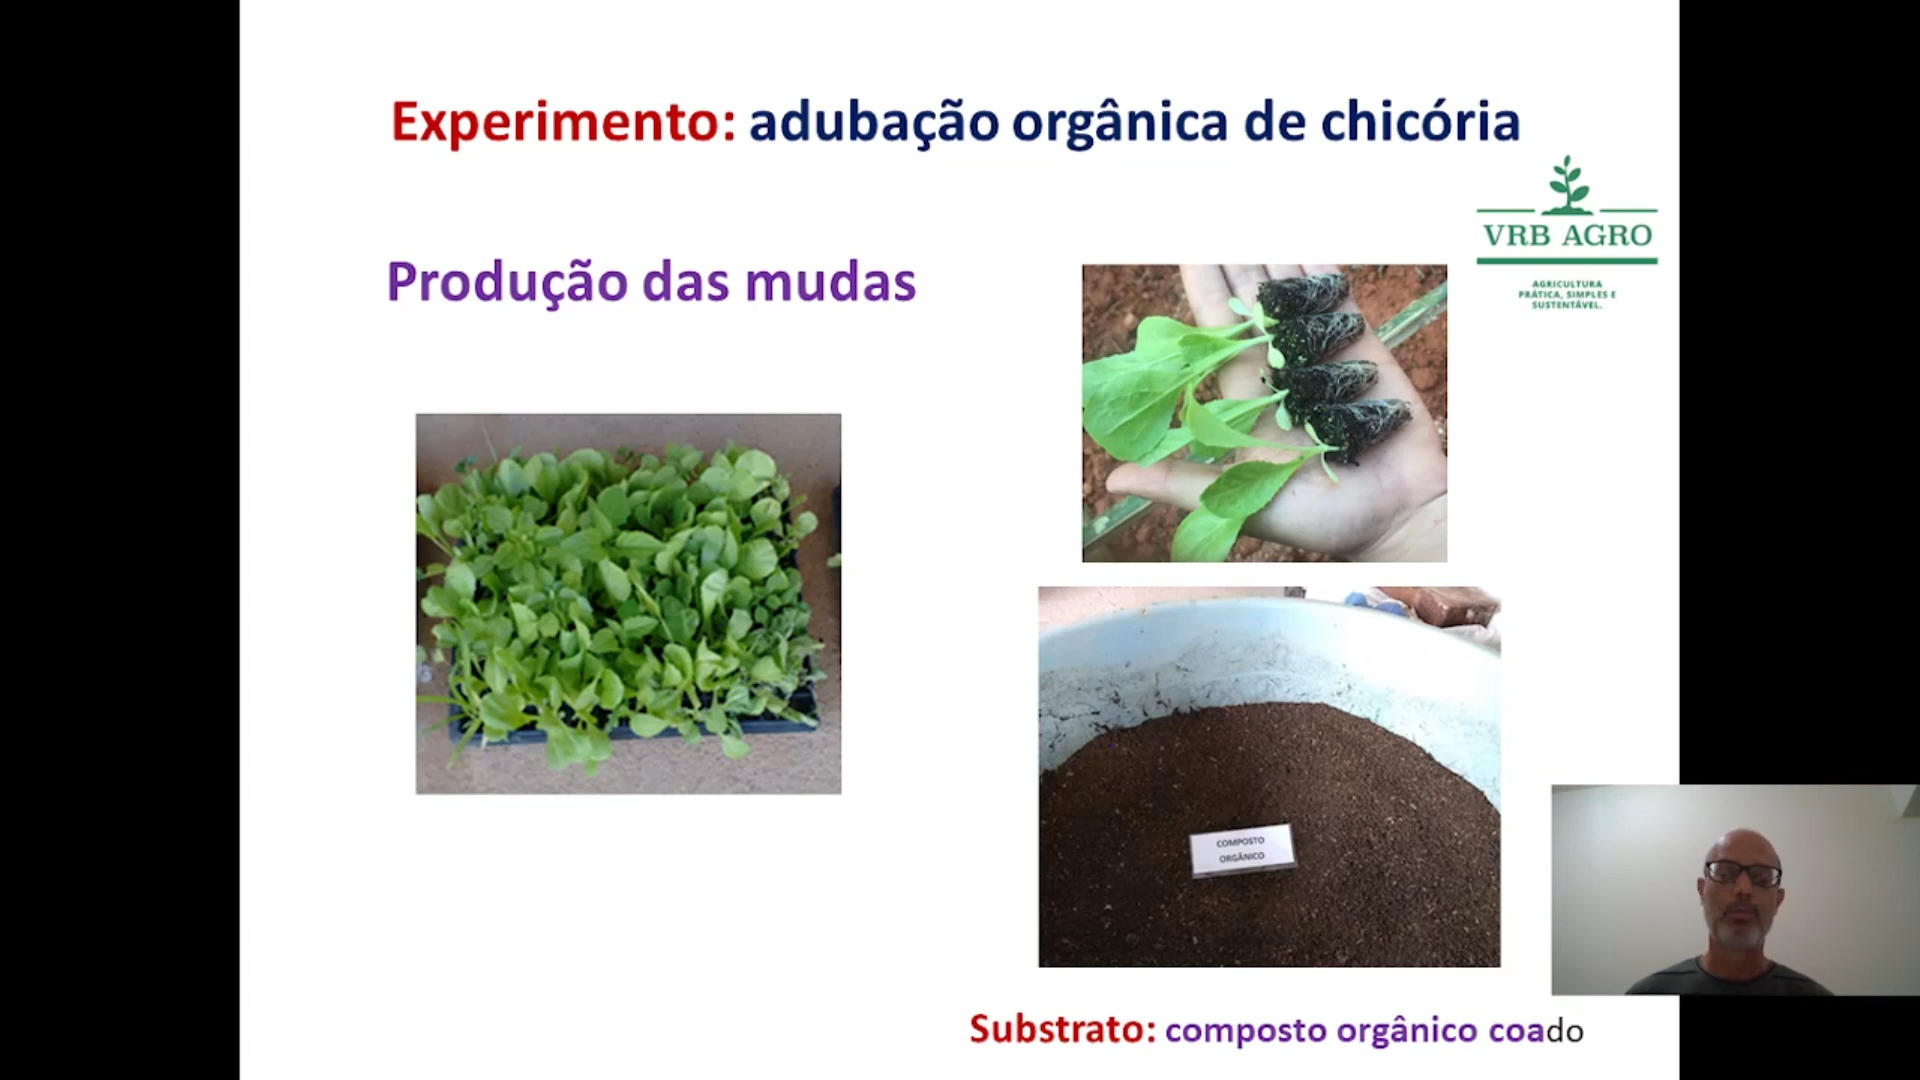 Experimento: adubação orgânica de chicória
VRB AGRO
AGRICULTURA
PRÁTICA, SIMPLES E
SUSTENTÁVEL.
Produção das mudas
COMPOSTO
ORGÂNICO
Substrato: composto orgânico coado